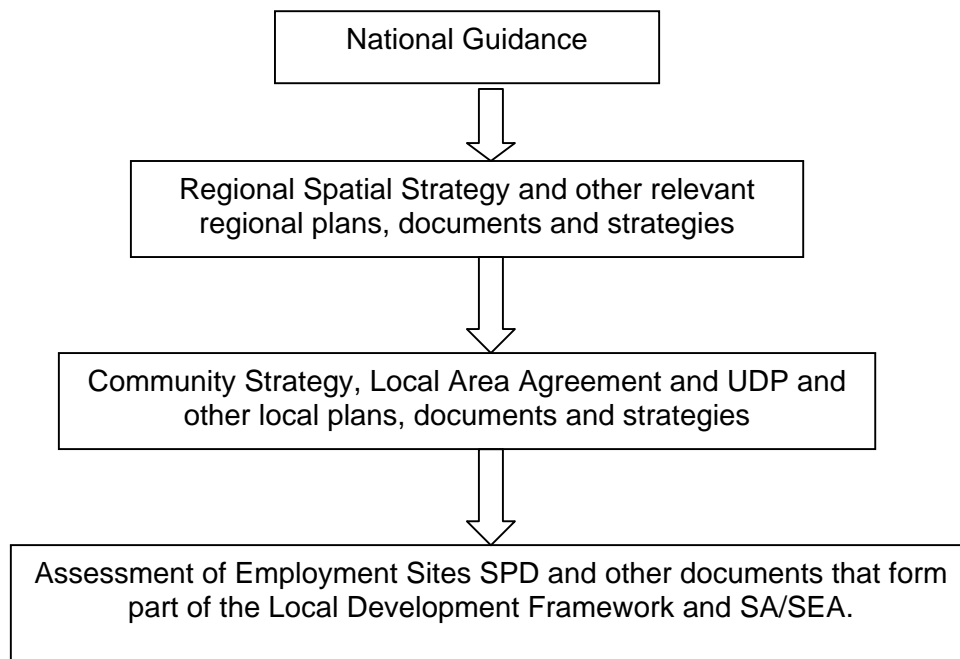 National Guidance
Regional Spatial Strategy and other relevant
regional plans, documents and strategies
Community Strategy, Local Area Agreement and UDP and
other local plans, documents and strategies
Assessment of Employment Sites SPD and other documents that form
part of the Local Development Framework and SA/SEA.